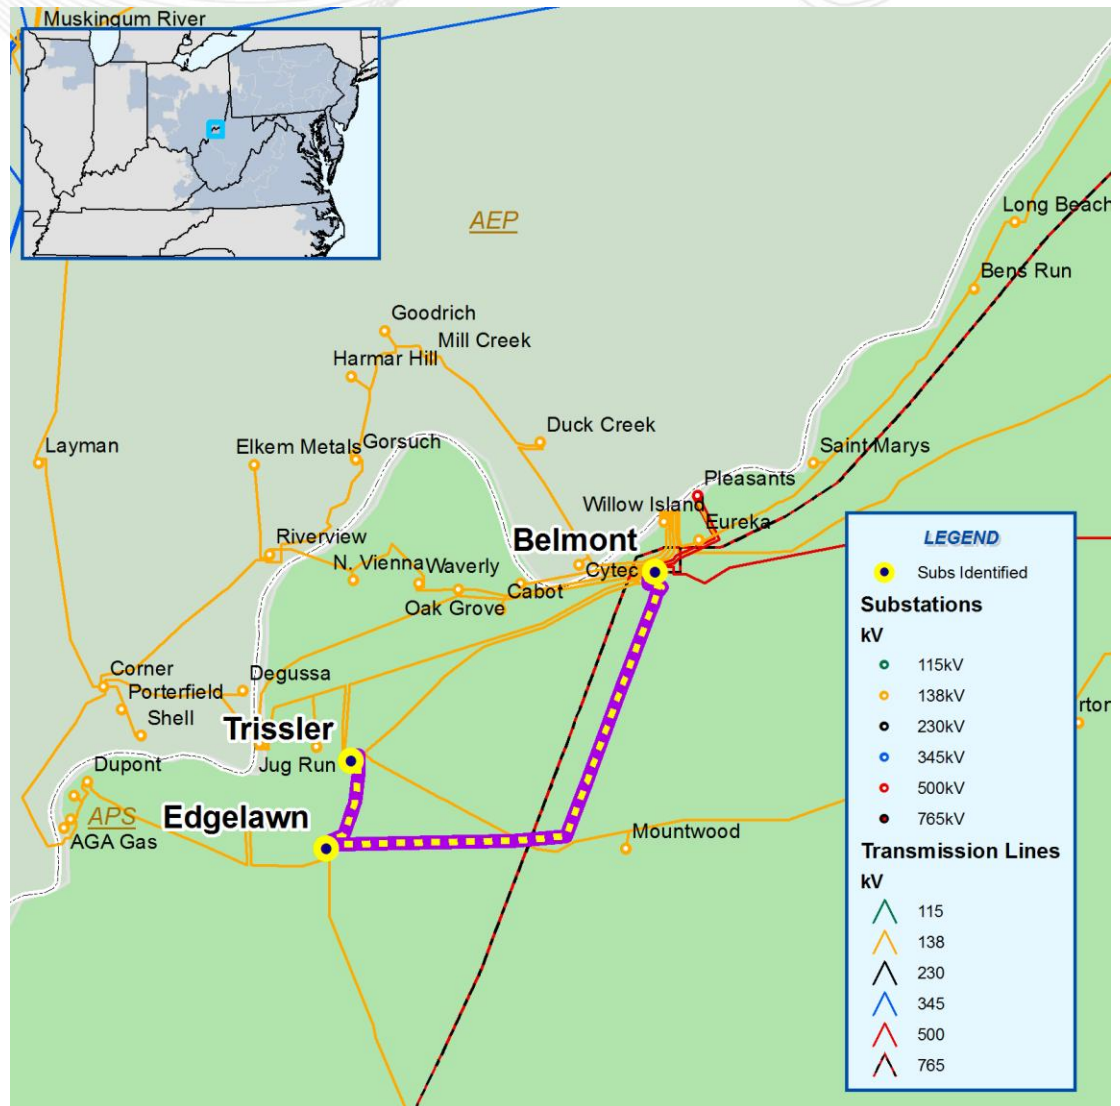 Muskingum River
AEP
Long Beach
Bens Run
Goodrich
Mill Creek
Harmar Hill
Duck Creek
Layman
Elkem Metals
Gorsuch
Saint Marys
Pleasants
Willow Island
Eureka
Belmont
Riverview
N. Vienna
Waverly
Cytec
Cabot
Oak Grove
Corner
Degussa
Porterfield
Shell
Trissler
Jug Run
Dupont
Edgelawn
APS
AGA Gas
Mountwood
rton
LEGEND
Subs Identified
Substations
kV
115kV
138kV
230kV
345kV
500kV
765kV
Transmission Lines
kV
115
138
230
345
500
765